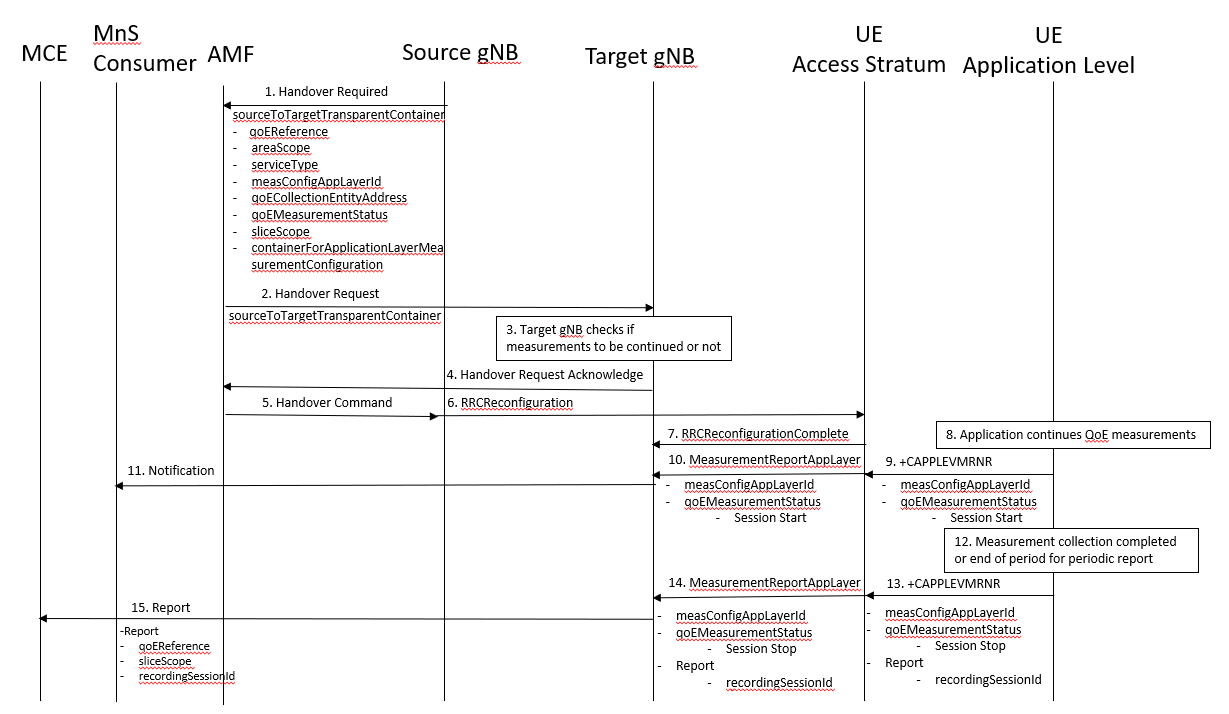 MCE
MnS
Consumer
AMF
Source gNB
Target gNB
UE
Access Stratum
UE
Application Level
1. Handover Required
sourceToTargetTransparentContainer
- qoEReference
- areaScope
- serviceType
- measConfigAppLayerId
- qoECollectionEntityAddress
- qoEMeasurementStatus
- sliceScope
- containerForApplicationLayerMea
surementConfiguration
2. Handover Request
sourceToTargetTransparentContainer
3. Target gNB checks if
measurements to be continued or not
4. Handover Request Acknowledge
5. Handover Command
6. RRCReconfiguration
7. RRCReconfigurationComplete
8. Application continues QoE measurements
9. +CAPPLEVMRNR
- measConfigAppLayerId
- qoEMeasurementStatus
- Session Start
10. MeasurementReportAppLayer
- measConfigAppLayerId
- qoEMeasurementStatus
- Session Start
11. Notification
12. Measurement collection completed
or end of period for periodic report
13. +CAPPLEVMRNR
- measConfigAppLayerId
- qoEMeasurementStatus
- Session Stop
- Report
- recordingSessionId
14. MeasurementReportAppLayer
- measConfigAppLayerId
- qoEMeasurementStatus
- Session Stop
- Report
- recordingSessionId
15. Report
-Report
- qoEReference
- sliceScope
- recordingSessionId